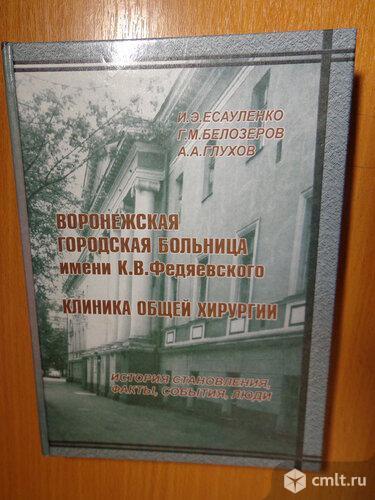 И.Э.ЕСАУЛЕНКО
Г.М.БЕЛОЗЕРОВ
А.А.ГЛУХОВ
ВОРОНЕЖСКАЯ
ГОРОДСКАЯ БОЛЬНИЦА
имени К.В.Федяевского
КЛИНИКА ОБЩЕЙ ХИРУРГИИ
ИСТОРИЯ СТАНОВЛЕНИЯ,
ФАКТЫ, СОБЫТИЯ, ЛЮДИ
cmlt.ru